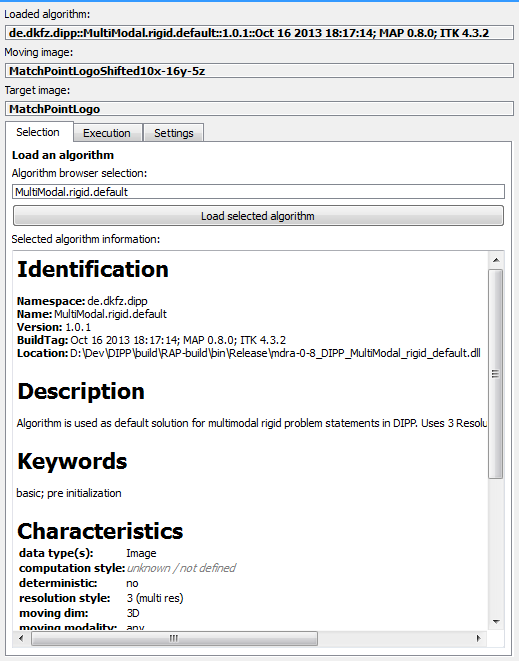 Loaded algorithm:
de.dkfz.dipp::MultiModal.rigid.default::1.0.1::Oct 16 2013 18:17:14; MAP 0.8.0; ITK 4.3.2
Moving image:
MatchPointLogoShifted10x-16y-5z
Target image:
MatchPointLogo
Selection Execution Settings
Load an algorithm
Algorithm browser selection:
MultiModal.rigid.default
Load selected algorithm
Selected algorithm information:
Identification
Namespace: de.dkfz.dipp
Name: MultiModal.rigid.default
Version: 1.0.1
BuildTag: Oct 16 2013 18:17:14; MAP 0.8.0; ITK 4.3.2
Location: D:\Dev\DIPP\build\RAP-build\bin\Release\mdra-0-8_DIPP_MultiModal_rigid_default.dll
Description
Algorithm is used as default solution for multimodal rigid problem statements in DIPP. Uses 3 Resolu
Keywords
basic; pre initialization
Characteristics
data type(s): Image
computation style: unknown / not defined
deterministic: no
resolution style: 3 (multi res)
moving dim: 3D
moving modality: any